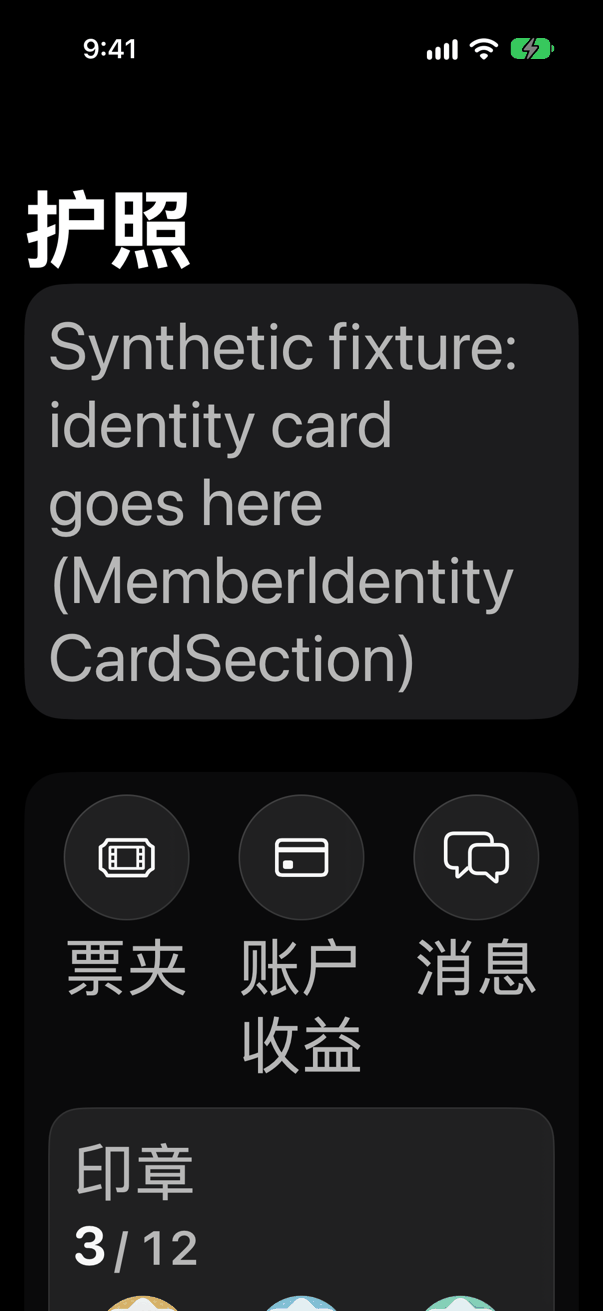 9:41
护照
Synthetic fixture:
identity card
goes here
(MemberIdentity
CardSection)
票夹
账户
收益
消息
印章
3 / 12